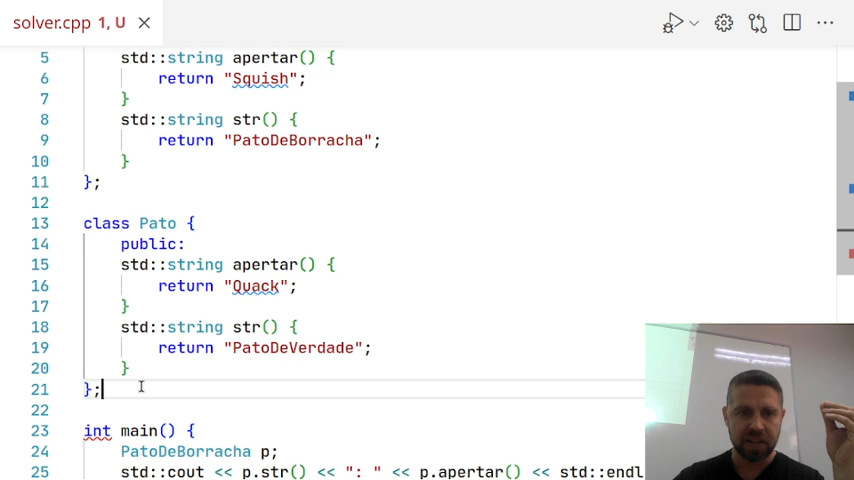 solver.cpp 1, U
5 std::string apertar() {
6 return "Squish";
7 }
8 std::string str() {
9 return "PatoDeBorracha";
10 }
11 };
12
13 class Pato {
14 public:
15 std::string apertar() {
16 return "Quack";
17 }
18 std::string str() {
19 return "PatoDeVerdade";
20 }
21 };
22
23 int main() {
24 PatoDeBorracha p;
25 std::cout << p.str() << ": " << p.apertar() << std::endl